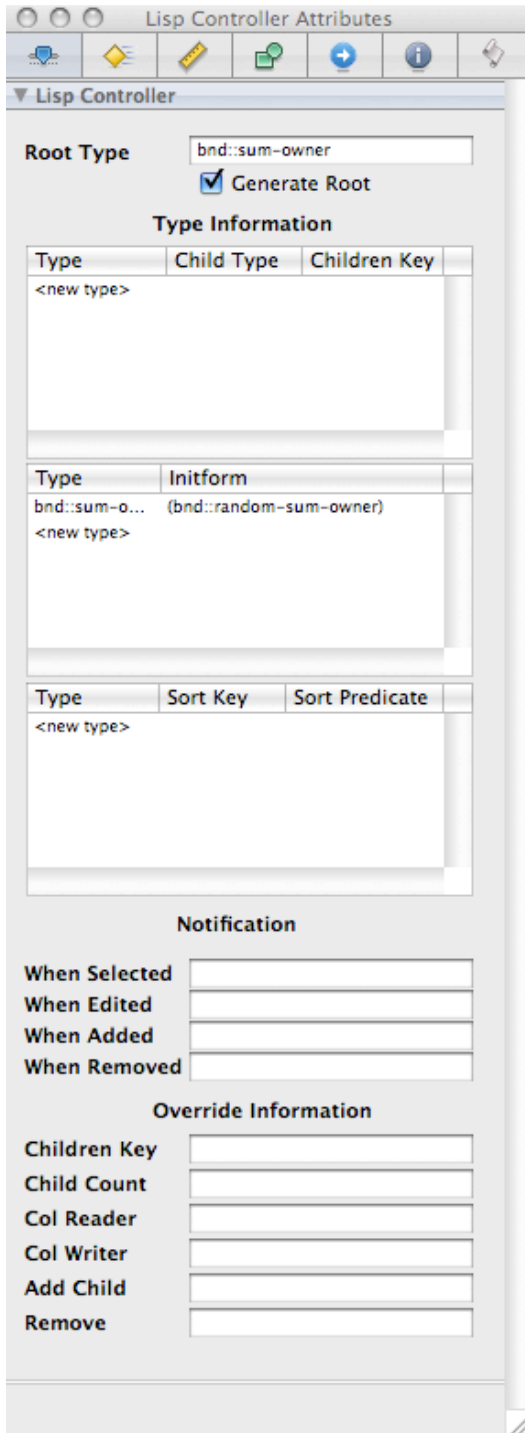 Lisp Controller Attributes
Lisp Controller
Root Type bnd::sum-owner
Generate Root
Type Information
Type Child Type Children Key
<new type>
Type Initform
bnd::sum-o... (bnd::random-sum-owner)
<new type>
Type Sort Key Sort Predicate
<new type>
Notification
When Selected
When Edited
When Added
When Removed
Override Information
Children Key
Child Count
Col Reader
Col Writer
Add Child
Remove